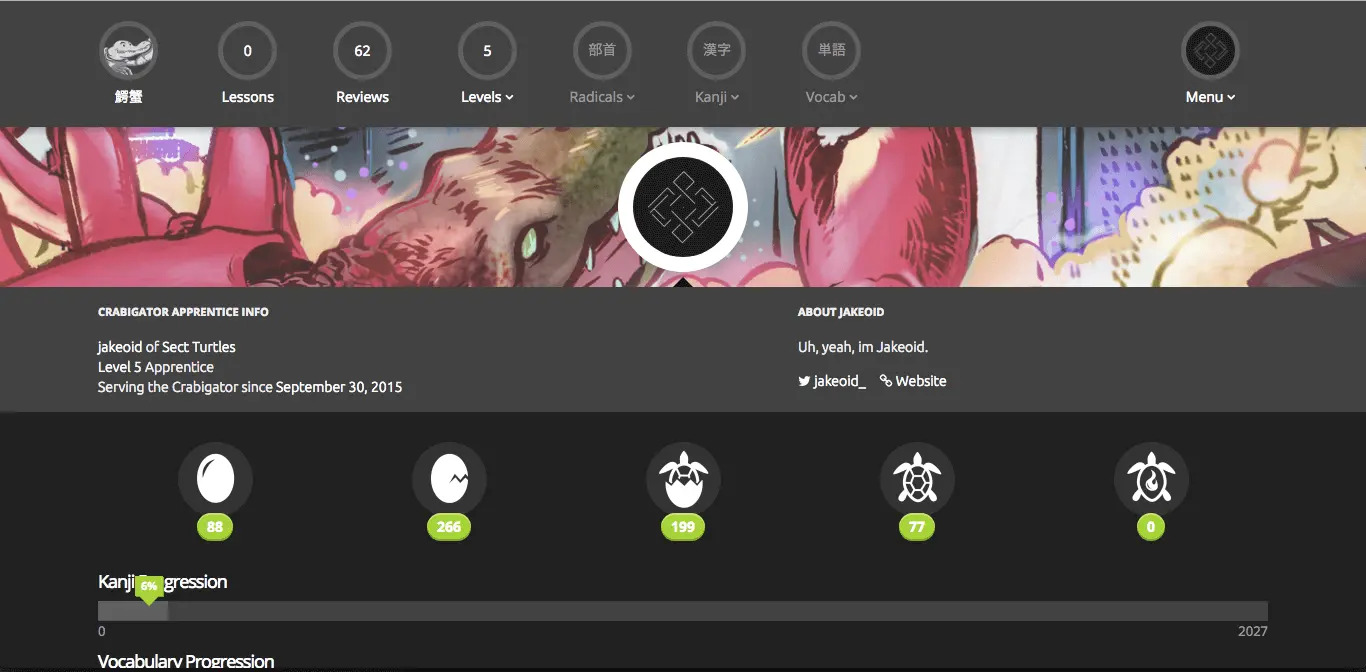 0
62
5
部首
漢字
単語
鰐蟹
Lessons
Reviews
Levels
Radicals
Kanji
Vocab
Menu
CRABIGATOR APPRENTICE INFO
jakeoid of Sect Turtles
Level 5 Apprentice
Serving the Crabigator since September 30, 2015
ABOUT JAKEOID
Uh, yeah, im Jakeoid.
jakeoid_ Website
88
266
199
77
0
Kanji gression
6%
0
2027
Vocabulary Progression